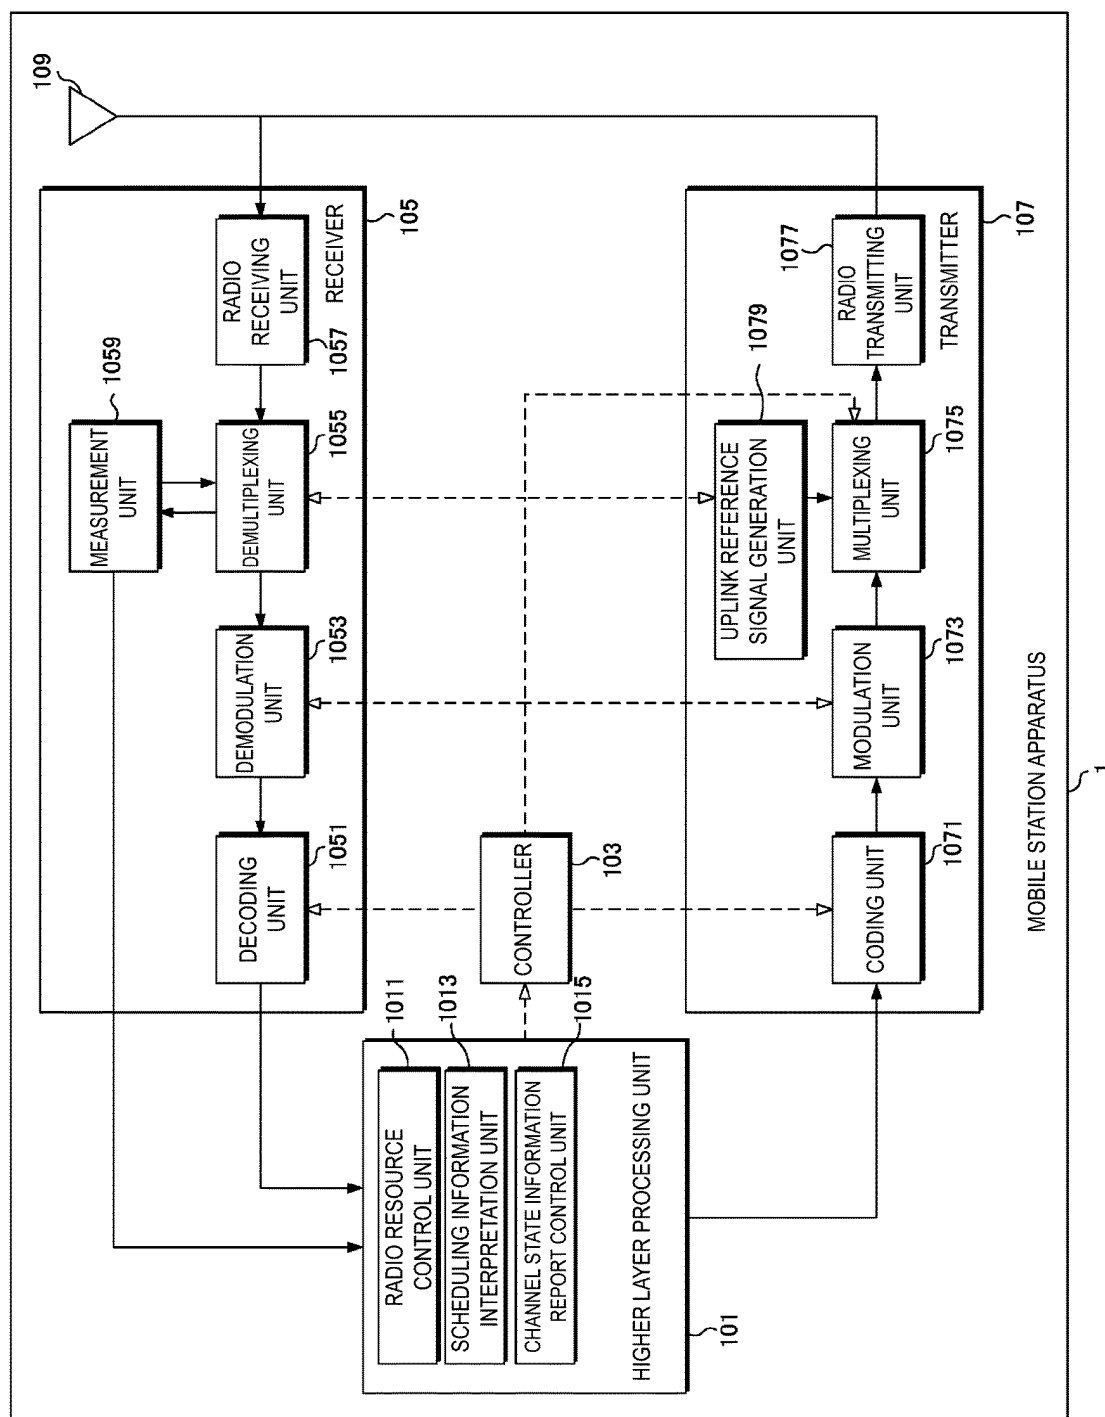 109
RADIO
RECEIVING
UNIT
1057
RECEIVER
105
MEASUREMENT
UNIT
1059
DEMULTIPLEXING
UNIT
1055
DEMODULATION
UNIT
1053
DECODING
UNIT
1051
CONTROLLER
103
RADIO RESOURCE
CONTROL UNIT
1011
SCHEDULING INFORMATION
INTERPRETATION UNIT
1013
CHANNEL STATE INFORMATION
REPORT CONTROL UNIT
1015
HIGHER LAYER PROCESSING UNIT
101
1077
RADIO
TRANSMITTING
UNIT
TRANSMITTER
107
1079
UPLINK REFERENCE
SIGNAL GENERATION
UNIT
MULTIPLEXING
UNIT
1075
MODULATION
UNIT
1073
CODING UNIT
1071
MOBILE STATION APPARATUS
1